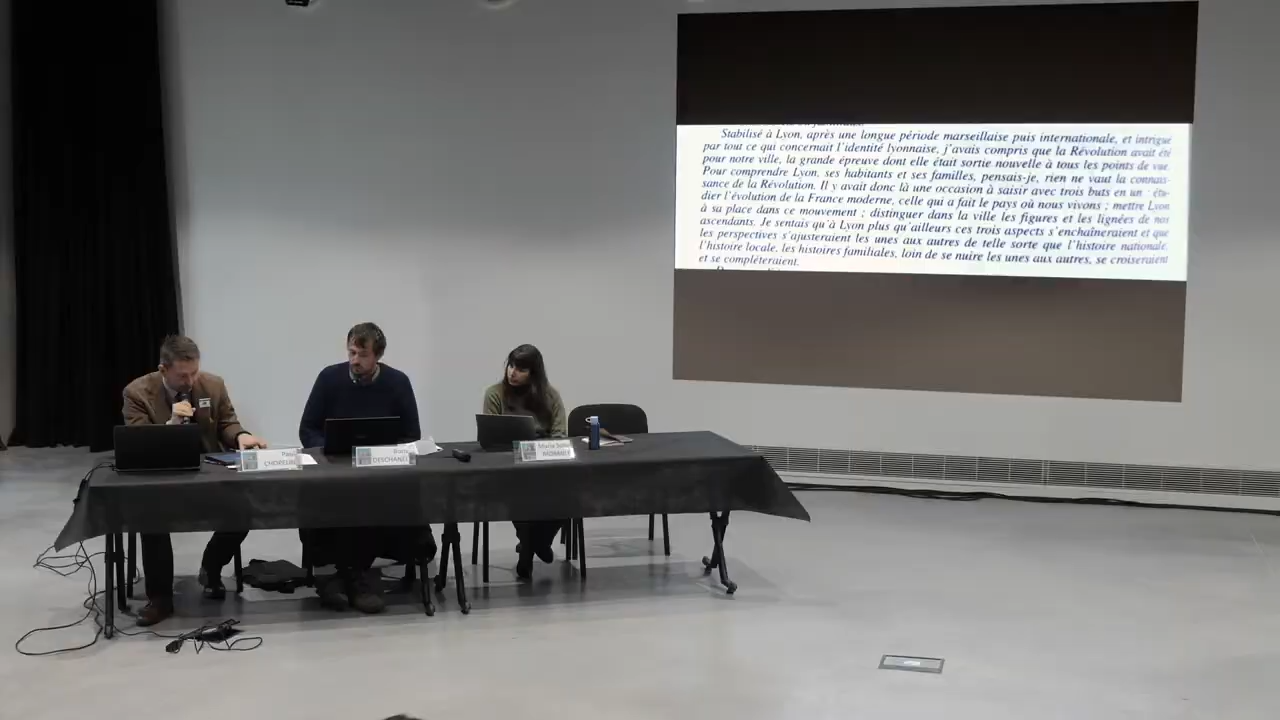 Stabilisé à Lyon, après une longue période marseillaise puis internationale, et intrigué
par tout ce qui concernait l'identité lyonnaise, j'avais compris que la Révolution avait été
pour notre ville, la grande épreuve dont elle était sortie nouvelle à tous les points de vue.
Pour comprendre Lyon, ses habitants et ses familles, pensais-je, rien ne vaut la connais-
sance de la Révolution. Il y avait donc là une occasion à saisir avec trois buts en un : étu-
dier l'évolution de la France moderne, celle qui a fait le pays où nous vivons ; mettre Lyon
à sa place dans ce mouvement ; distinguer dans la ville les figures et les lignées de nos
ascendants. Je sentais qu'à Lyon plus qu'ailleurs ces trois aspects s'enchaîneraient et que
les perspectives s'ajusteraient les unes aux autres de telle sorte que l'histoire nationale,
l'histoire locale, les histoires familiales, loin de se nuire les unes aux autres, se croiseraient
et se compléteraient.
Paul
CHOPELIN
DESCHANEL
Marie